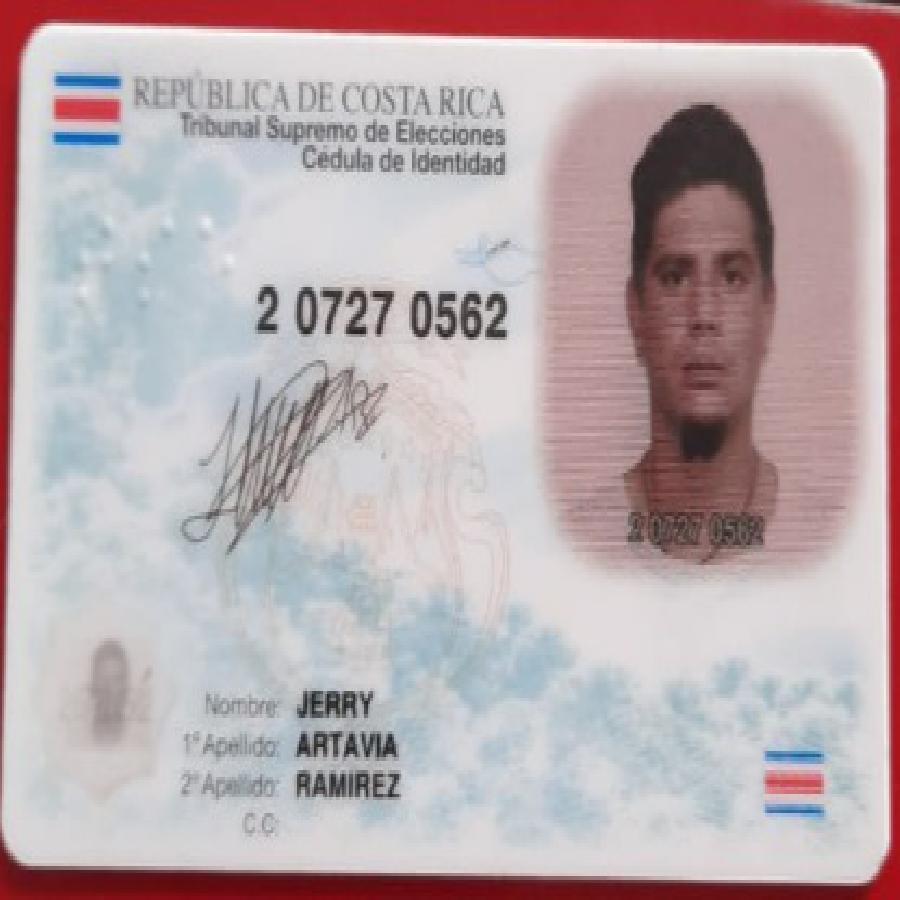 REPÚBLICA DE COSTA RICA
Tribunal Supremo de Elecciones
Cédula de Identidad
2 0727 0562
2 0727 0562
Nombre: JERRY
1° Apellido: ARTAVIA
2° Apellido: RAMIREZ
C.C: